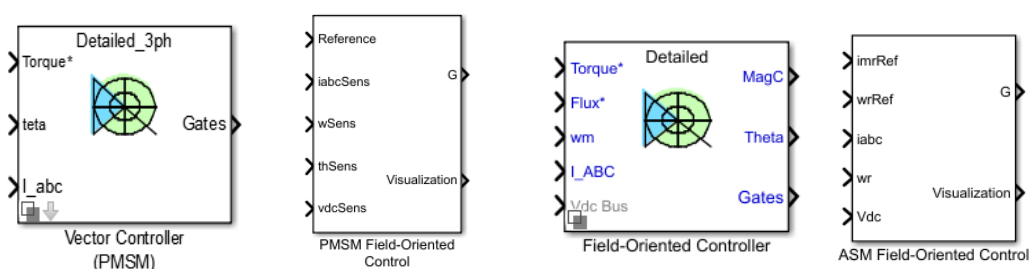 Detailed_3ph
Torque*
teta
I_abc
Gates
Vector Controller
(PMSM)
Reference
iabcSens
wSens
thSens
vdcSens
G
Visualization
PMSM Field-Oriented
Control
Detailed
Torque*
Flux*
wm
I_ABC
Vdc Bus
MagC
Theta
Gates
Field-Oriented Controller
imrRef
wrRef
iabc
wr
Vdc
G
Visualization
ASM Field-Oriented Control